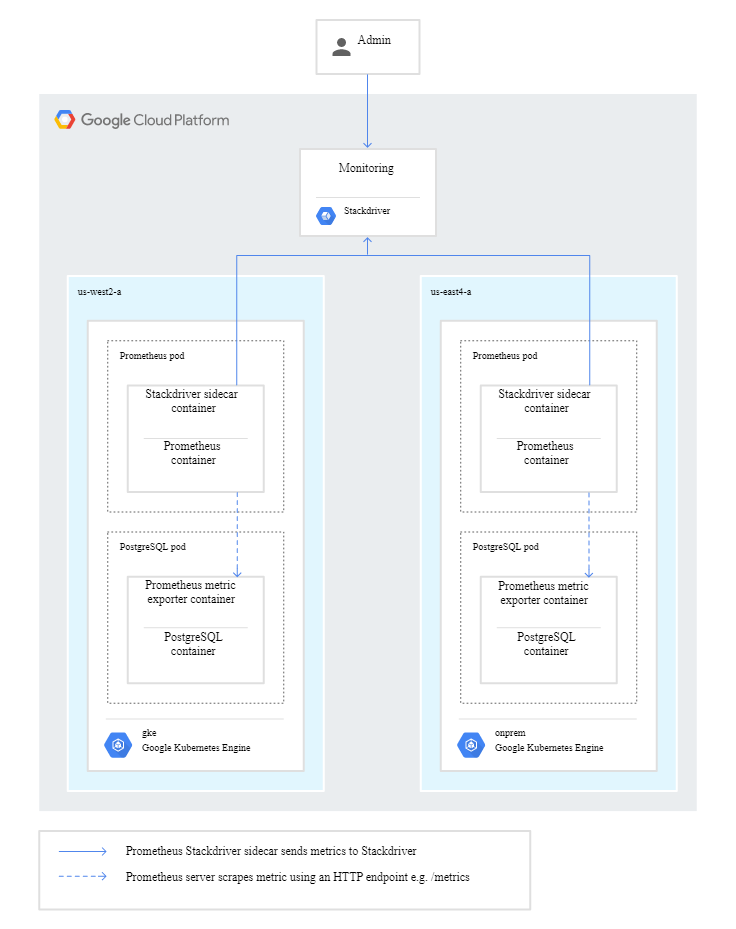 Admin
Google Cloud Platform
Monitoring
Stackdriver
us-west2-a
Prometheus pod
Stackdriver sidecar
container
Prometheus
container
PostgreSQL pod
Prometheus metric
exporter container
PostgreSQL
container
gke
Google Kubernetes Engine
us-east4-a
Prometheus pod
Stackdriver sidecar
container
Prometheus
container
PostgreSQL pod
Prometheus metric
exporter container
PostgreSQL
container
onprem
Google Kubernetes Engine
Prometheus Stackdriver sidecar sends metrics to Stackdriver
Prometheus server scrapes metric using an HTTP endpoint e.g. /metrics